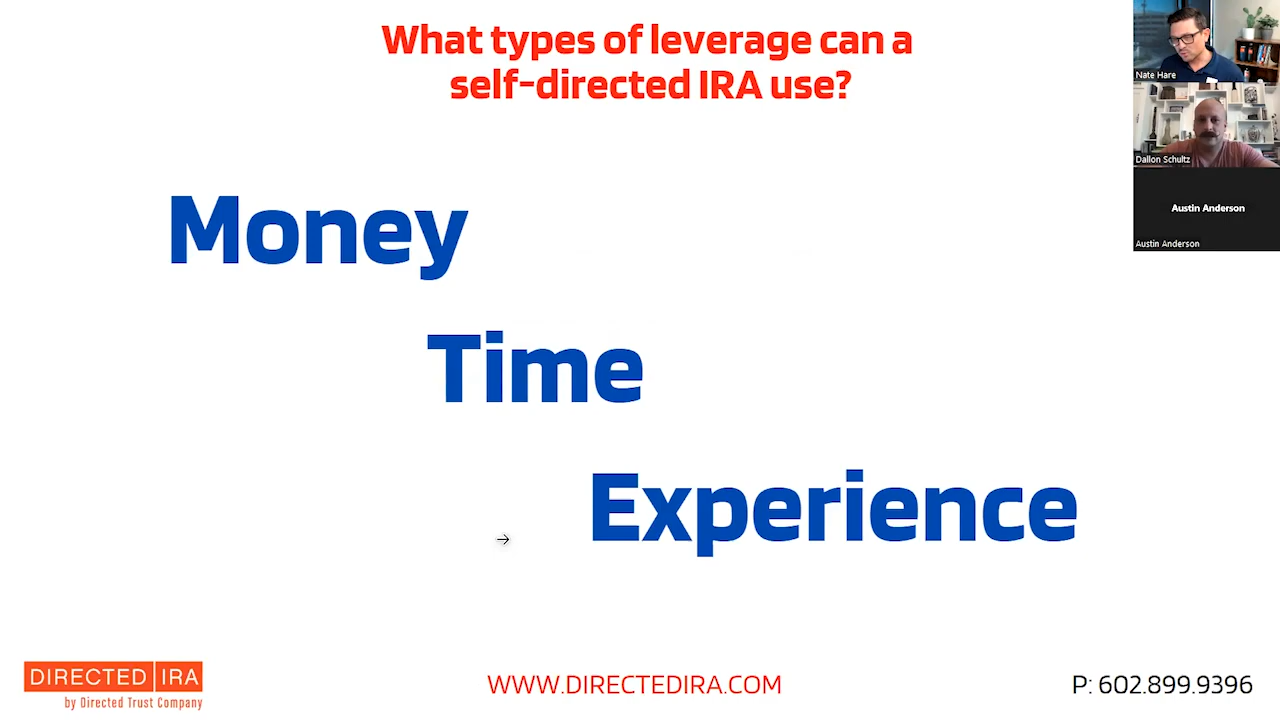 What types of leverage can a
self-directed IRA use?
Money
Time
Experience
Nate Hare
Dallon Schultz
Austin Anderson
Austin Anderson
DIRECTED IRA
by Directed Trust Company
WWW.DIRECTEDIRA.COM
P: 602.899.9396